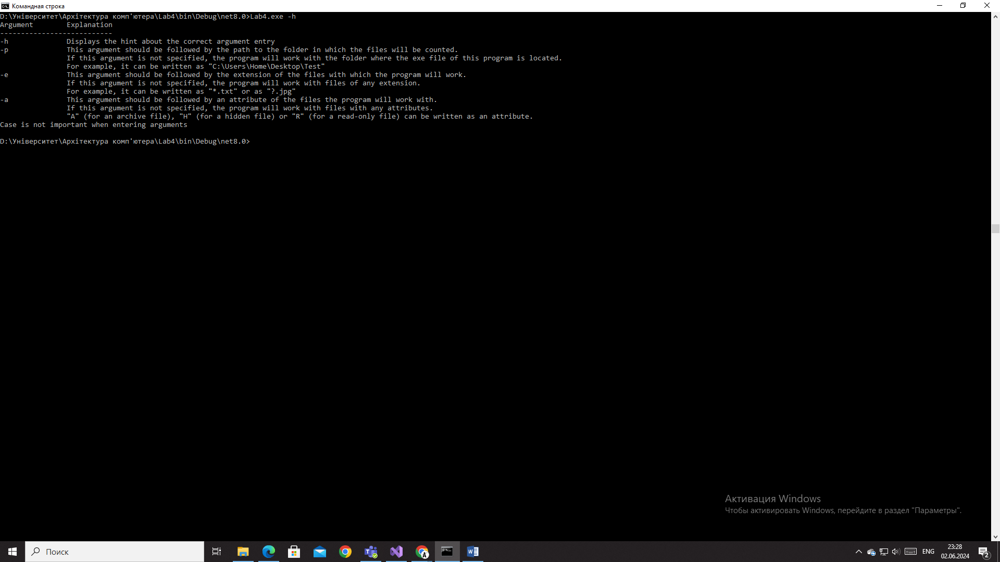 Командная строка
D:\Університет\Архітектура комп'ютера\Lab4\bin\Debug\net8.0>Lab4.exe -h
Argument        Explanation
---------------------------
-h              Displays the hint about the correct argument entry
-p              This argument should be followed by the path to the folder in which the files will be counted.
                If this argument is not specified, the program will work with the folder where the exe file of this program is located.
                For example, it can be written as "C:\Users\Home\Desktop\Test"
-e              This argument should be followed by the extension of the files with which the program will work.
                If this argument is not specified, the program will work with files of any extension.
                For example, it can be written as "*.txt" or as "?.jpg"
-a              This argument should be followed by an attribute of the files the program will work with.
                If this argument is not specified, the program will work with files with any attributes.
                "A" (for an archive file), "H" (for a hidden file) or "R" (for a read-only file) can be written as an attribute.
Case is not important when entering arguments
D:\Університет\Архітектура комп'ютера\Lab4\bin\Debug\net8.0>
Активация Windows
Чтобы активировать Windows, перейдите в раздел "Параметры".
Поиск
ENG
23:28
02.06.2024
2